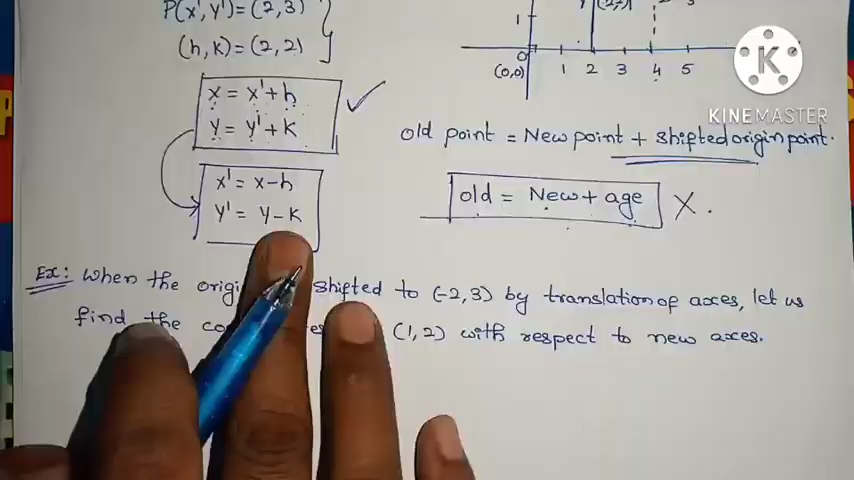 P(x', y') = (2,3)
(h, k) = (2,2)
x = x' + h
y = y' + k
x' = x - h
y' = y - k
1
0
(0,0) 1 2 3 4 5
K
KINEMASTER
old point = New point + shifted origin point.
old = New + age X.
Ex: When the origi shifted to (-2,3) by translation of axes, let us
find the co (1,2) with respect to new axes.